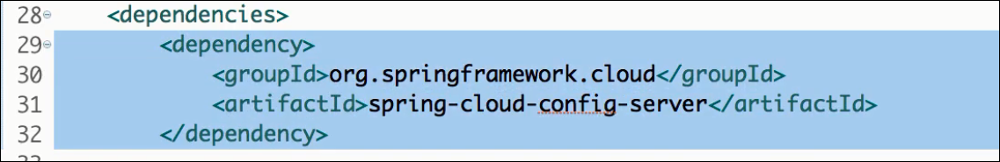 28 <dependencies>
29 <dependency>
30 <groupId>org.springframework.cloud</groupId>
31 <artifactId>spring-cloud-config-server</artifactId>
32 </dependency>